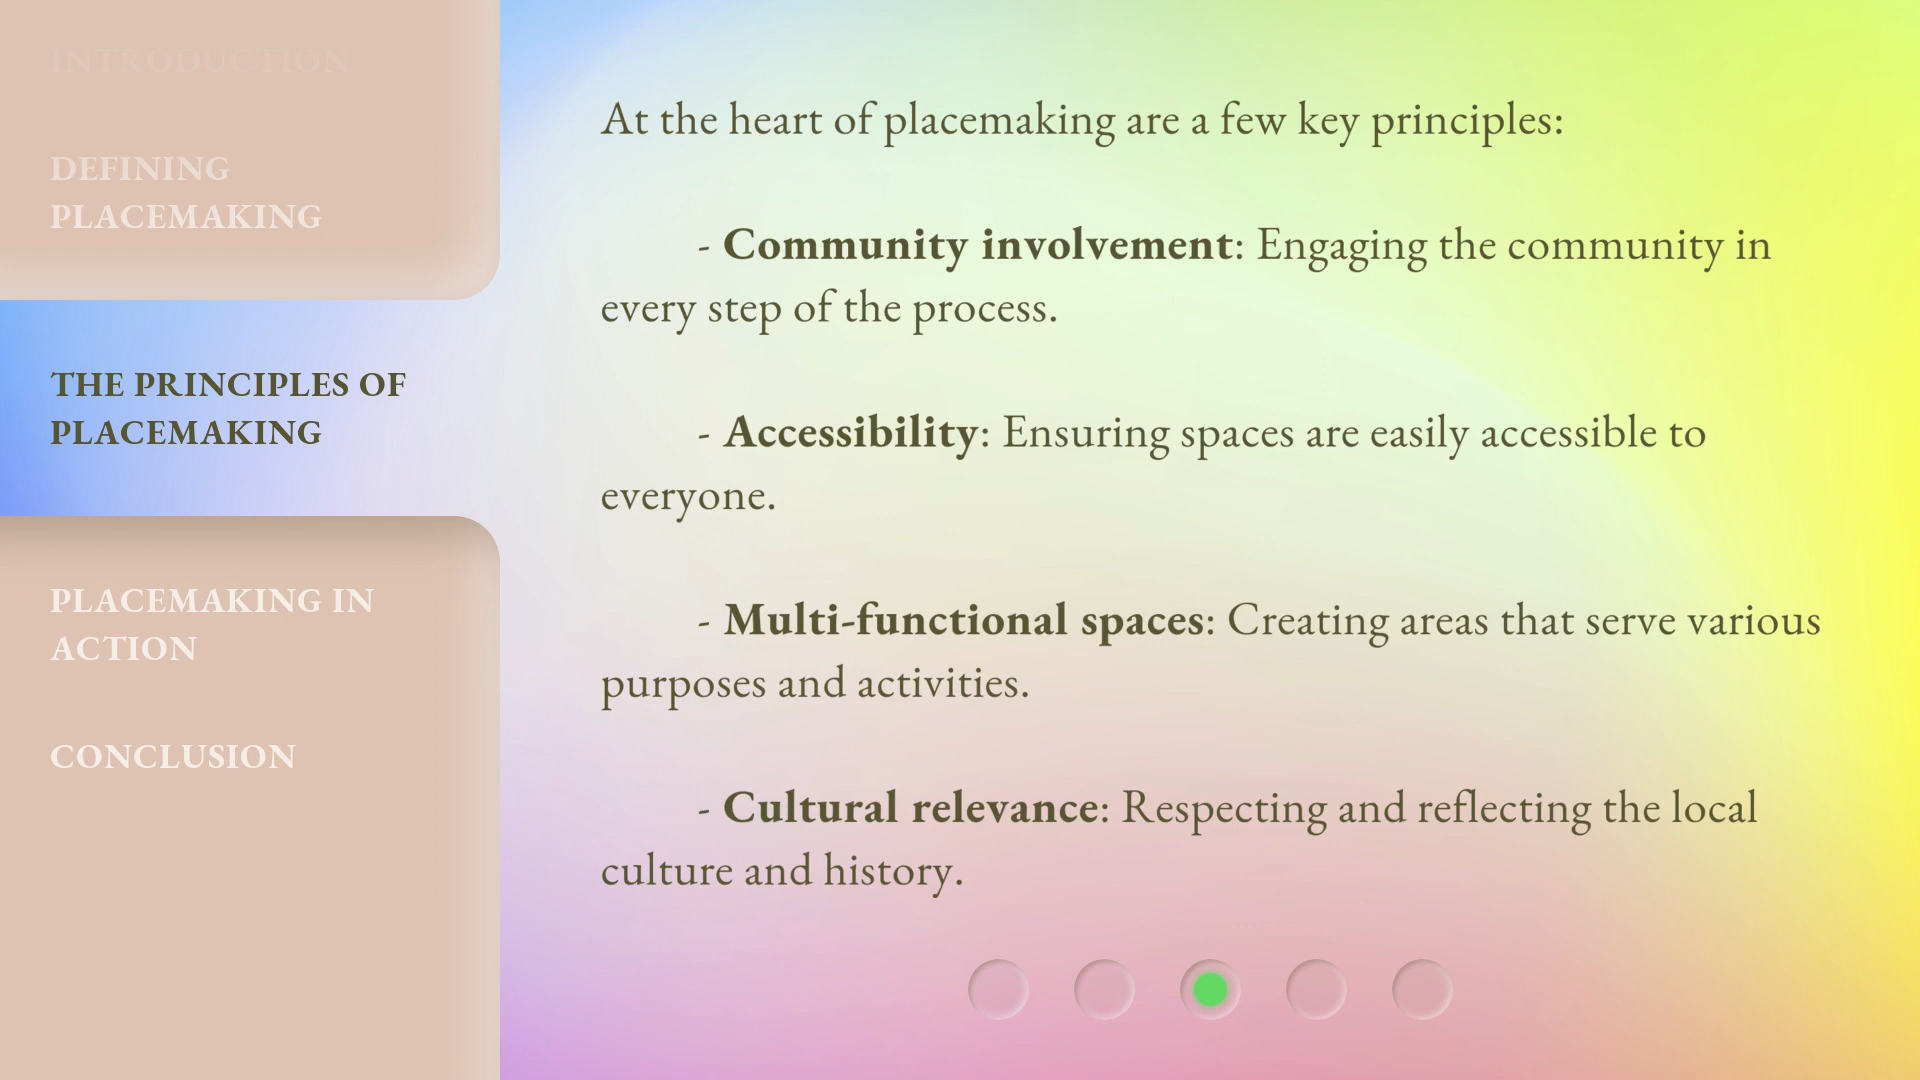 INTRODUCTION
DEFINING
PLACEMAKING
THE PRINCIPLES OF
PLACEMAKING
PLACEMAKING IN
ACTION
CONCLUSION
At the heart of placemaking are a few key principles:
- Community involvement: Engaging the community in
every step of the process.
- Accessibility: Ensuring spaces are easily accessible to
everyone.
- Multi-functional spaces: Creating areas that serve various
purposes and activities.
- Cultural relevance: Respecting and reflecting the local
culture and history.